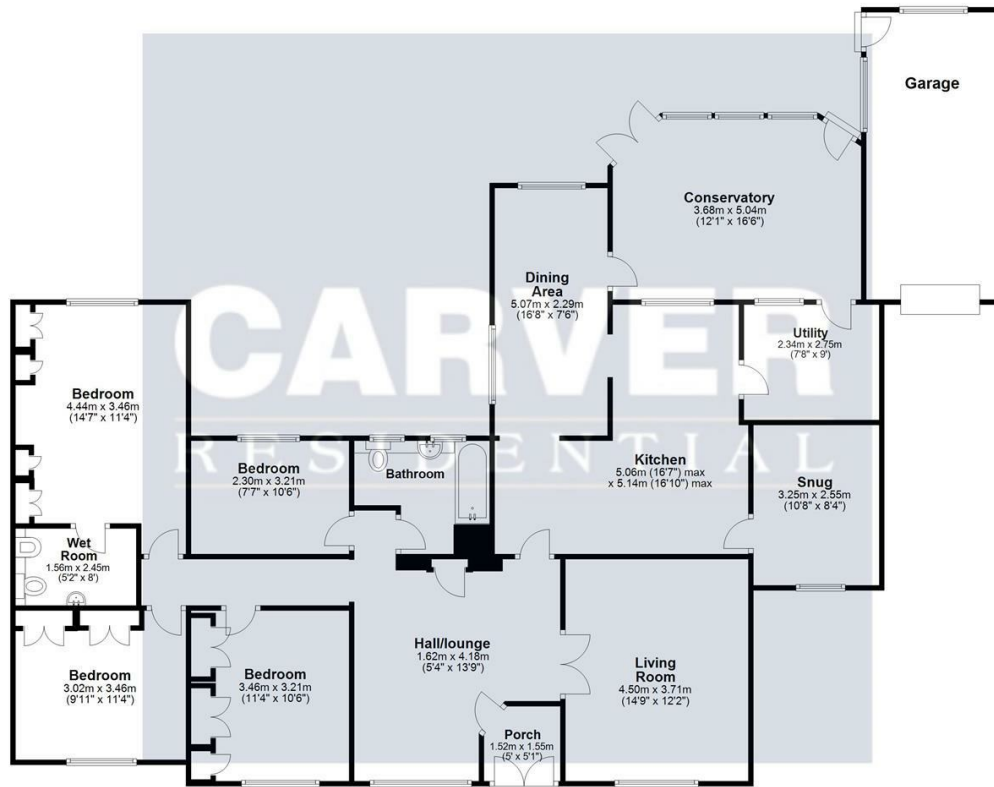 Garage
Conservatory
3.68m x 5.04m
(12'1" x 16'6")
Dining
Area
5.07m x 2.29m
(16'8" x 7'6")
Utility
2.34m x 2.75m
(7'8" x 9')
CARVER
RESIDENTIAL
Bedroom
4.44m x 3.46m
(14'7" x 11'4")
Bedroom
2.30m x 3.21m
(7'7" x 10'6")
Bathroom
Kitchen
5.06m (16'7") max
x 5.14m (16'10") max
Snug
3.25m x 2.55m
(10'8" x 8'4")
Wet
Room
1.56m x 2.45m
(5'2" x 8')
Hall/lounge
1.62m x 4.18m
(5'4" x 13'9")
Living
Room
4.50m x 3.71m
(14'9" x 12'2")
Bedroom
3.02m x 3.46m
(9'11" x 11'4")
Bedroom
3.46m x 3.21m
(11'4" x 10'6")
Porch
1.52m x 1.55m
(5' x 5'1")